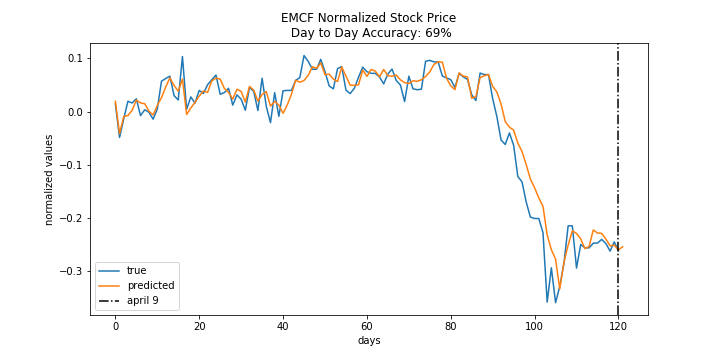 EMCF Normalized Stock Price
Day to Day Accuracy: 69%
normalized values
0.1
0.0
−0.1
−0.2
−0.3
true
predicted
april 9
0
20
40
60
80
100
120
days